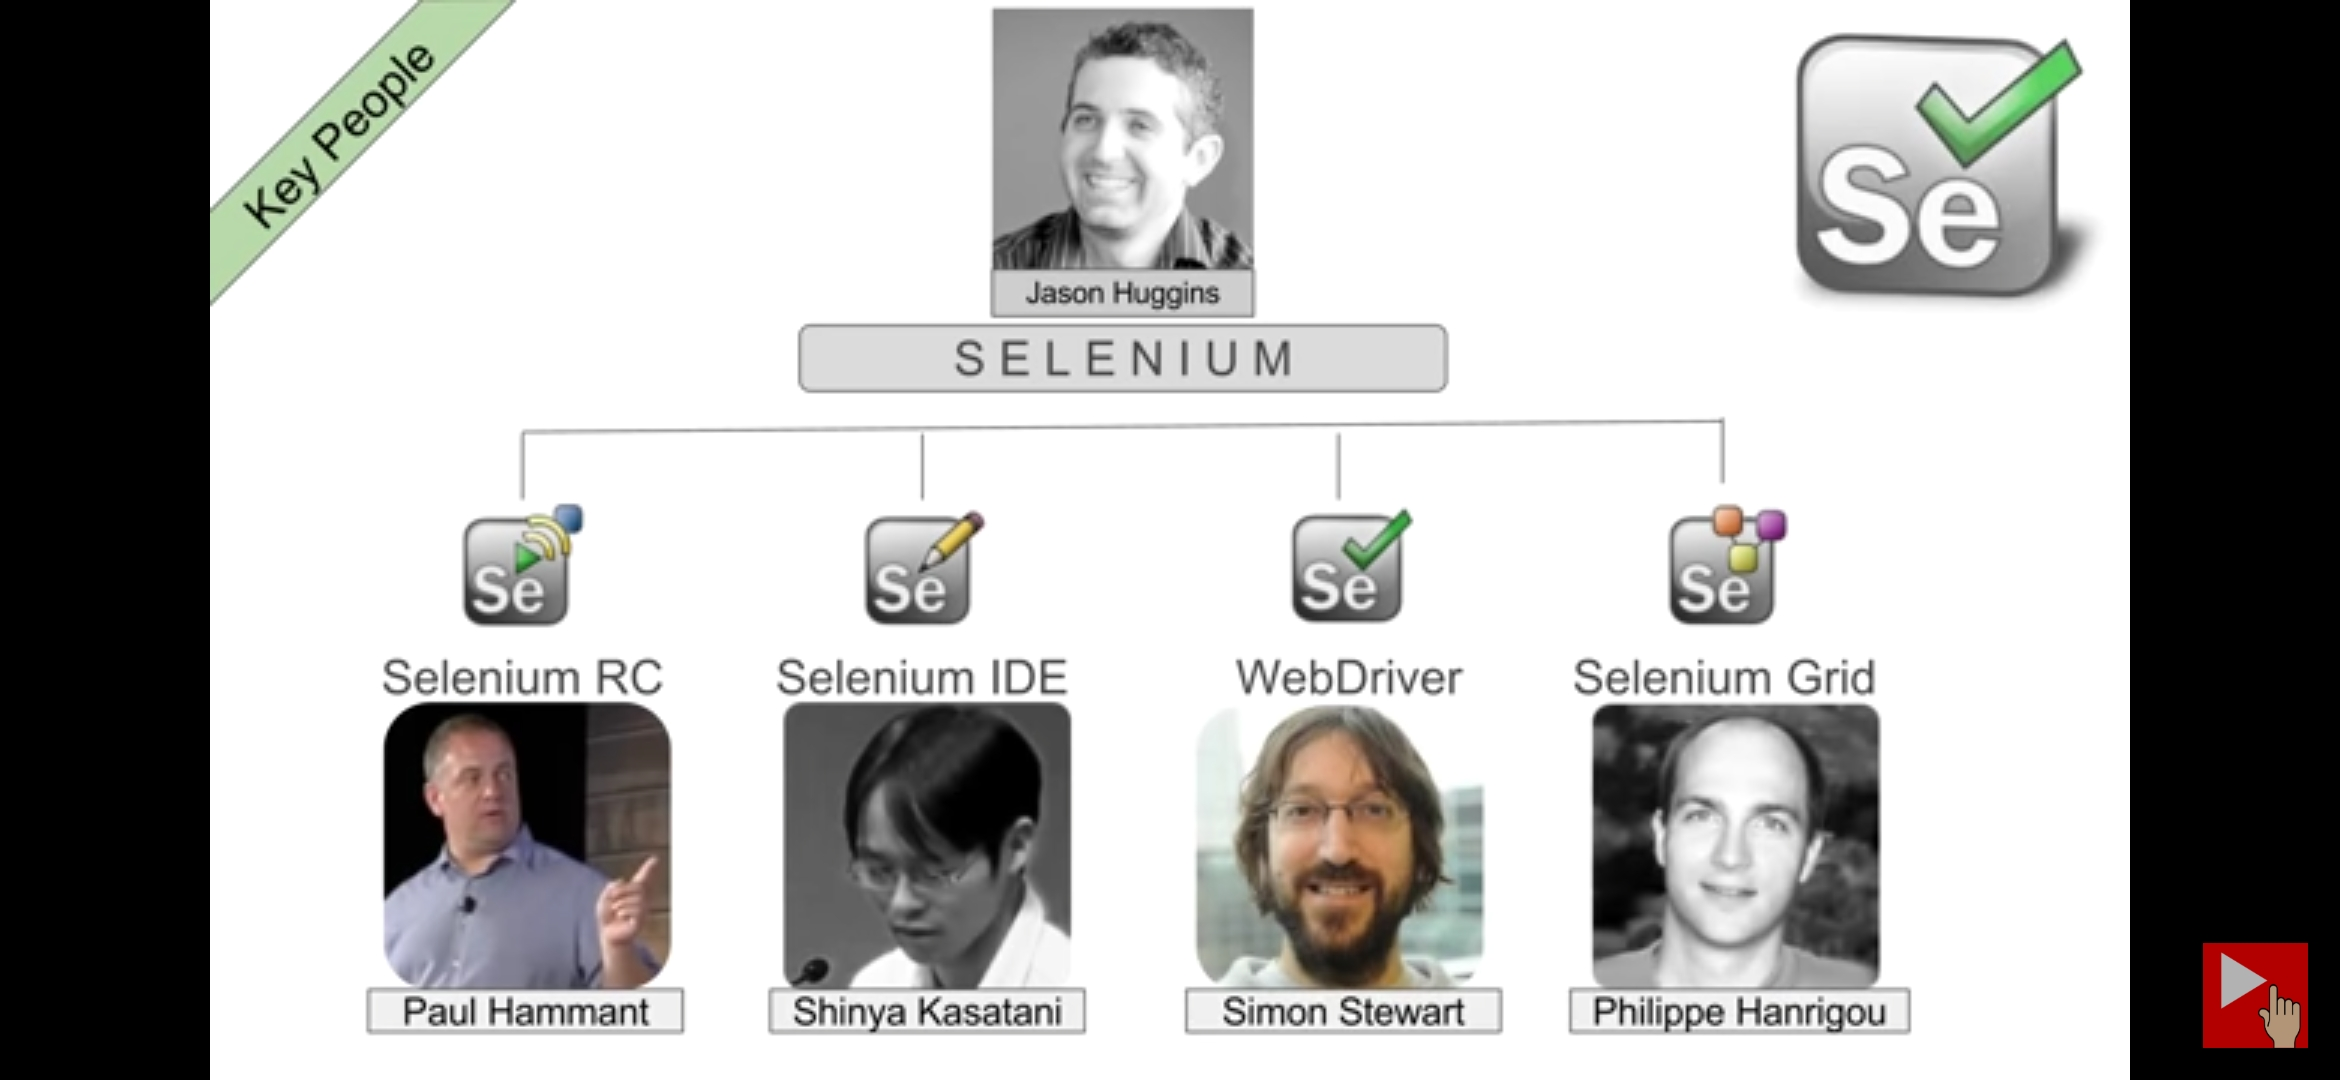 Key People
Se
Jason Huggins
SELENIUM
Se
Se
Se
Se
Selenium RC
Selenium IDE
WebDriver
Selenium Grid
Paul Hammant
Shinya Kasatani
Simon Stewart
Philippe Hanrigou